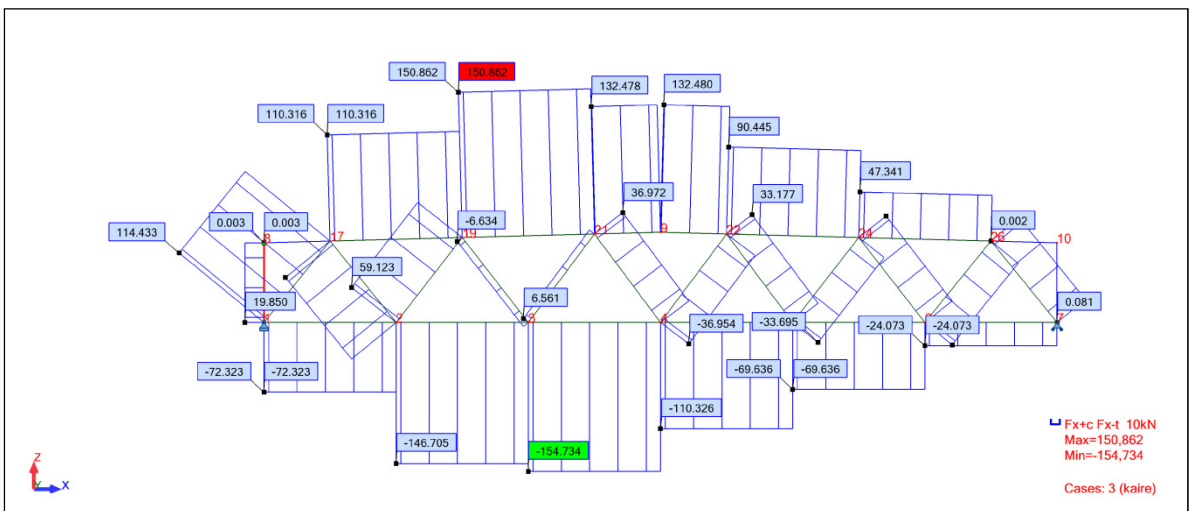 150.862 150.862
132.478 132.480
110.316 110.316
90.445
47.341
36.972 33.177
0.003 0.003 -6.634 0.002
8 17 19 21 9 22 24 26 10
114.433
59.123
19.850 6.561 0.081
1 2 3 4 7
-36.954 -33.695 -24.073 -24.073
-72.323 -72.323 -69.636 -69.636
-110.326
-146.705 -154.734
Fx+c Fx-t 10kN
Max=150,862
Min=-154,734
Cases: 3 (kaire)
Z
Y X